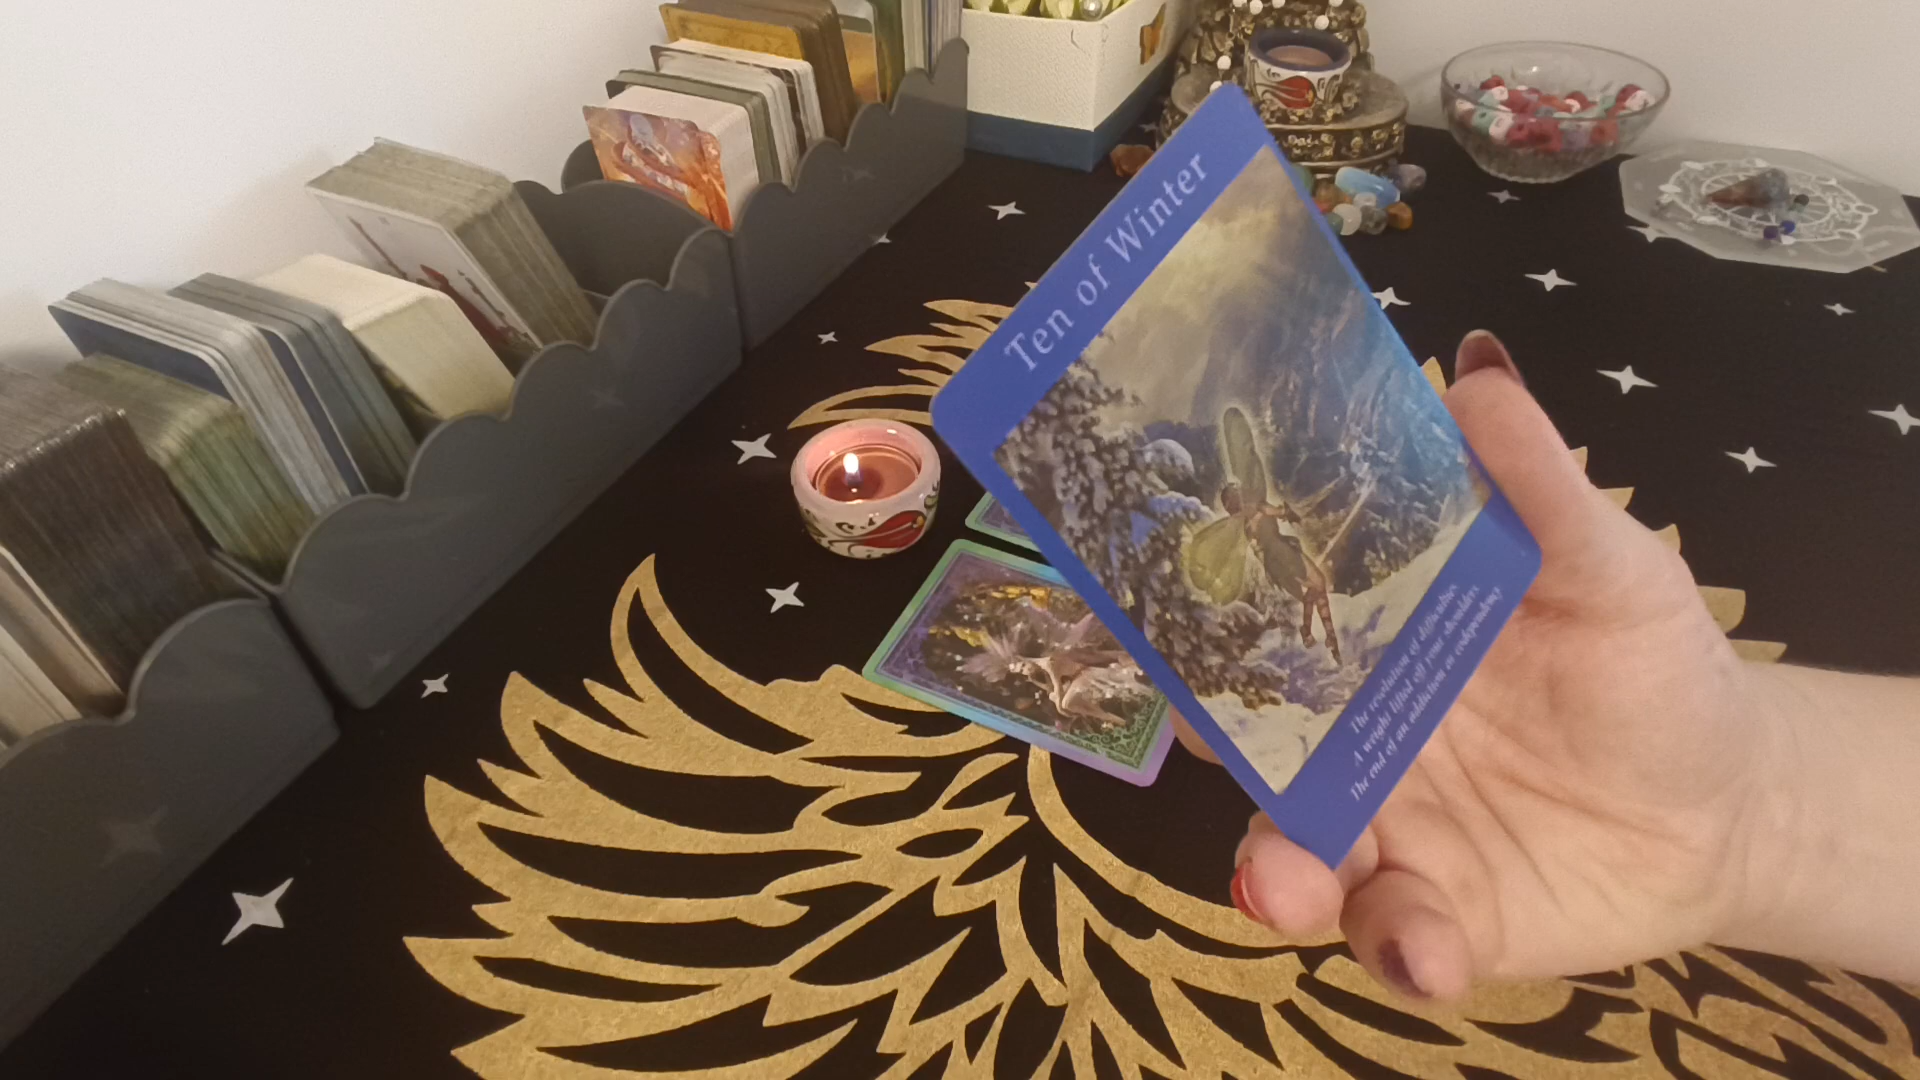 Ten of Winter
The resolution of difficulties
A weight lifted off your shoulders
The end of an addiction or codependency